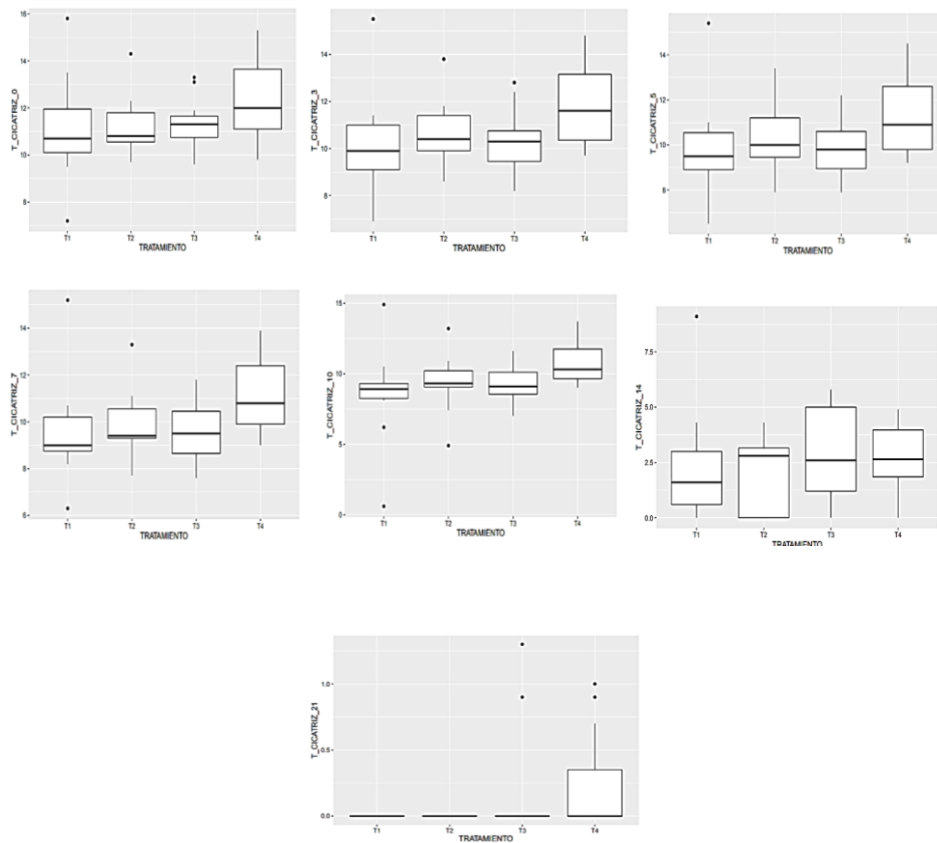 T_CICATRIZ_0
16
14
12
10
8
T1 T2 T3 T4
TRATAMIENTO
T_CICATRIZ_3
14
12
10
8
T1 T2 T3 T4
TRATAMIENTO
T_CICATRIZ_5
14
12
10
8
T1 T2 T3 T4
TRATAMIENTO
T_CICATRIZ_7
14
12
10
8
6
T1 T2 T3 T4
TRATAMIENTO
T_CICATRIZ_10
15
10
5
0
T1 T2 T3 T4
TRATAMIENTO
T_CICATRIZ_14
7.5
5.0
2.5
0.0
T1 T2 T3 T4
TRATAMIENTO
T_CICATRIZ_21
1.0
0.5
0.0
T1 T2 T3 T4
TRATAMIENTO